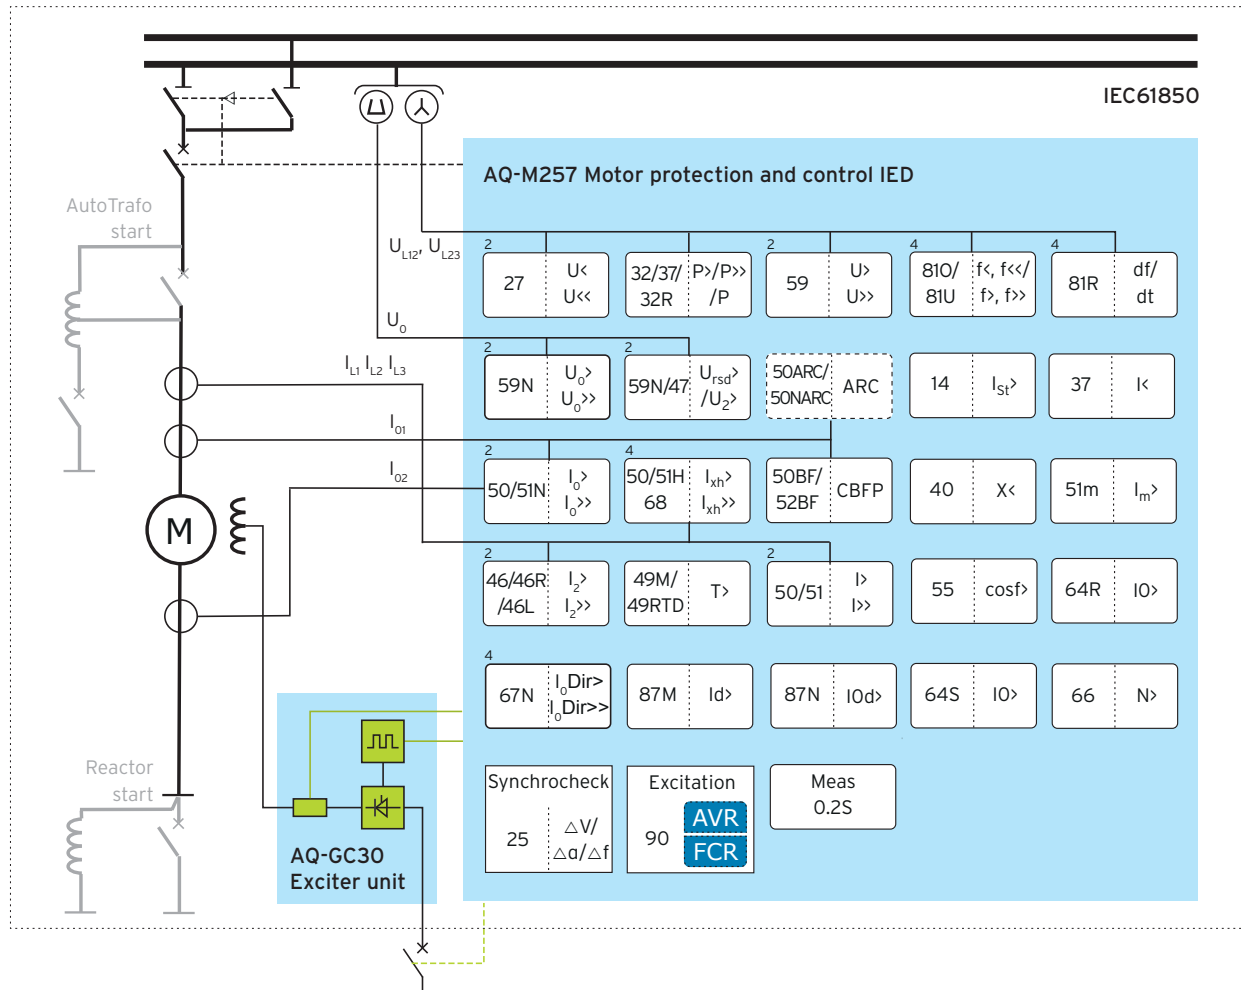 IEC61850
AQ-M257 Motor protection and control IED
AutoTrafo
start
U L12, U L23
2
27
U<
U<<
32/37/
32R
P>/P>>
/P
2
59
U>
U>>
4
81O/
81U
f<, f<</
f>, f>>
4
81R
df/
dt
U0
IL1 IL2 IL3
2
59N
U0>
U0>>
2
59N/47
Ursd>
/U2>
50ARC/
50NARC
ARC
14
ISt>
37
I<
I01
I02
2
50/51N
I0>
I0>>
4
50/51H
68
Ixh>
Ixh>>
50BF/
52BF
CBFP
40
X<
51m
Im>
M
2
46/46R
/46L
I2>
I2>>
49M/
49RTD
T>
2
50/51
I>
I>>
55
cosf>
64R
I0>
4
67N
I0Dir>
I0Dir>>
87M
Id>
87N
I0d>
64S
I0>
66
N>
Reactor
start
Synchrocheck
25
△V/
△a/△f
Excitation
90
AVR
FCR
Meas
0.2S
AQ-GC30
Exciter unit